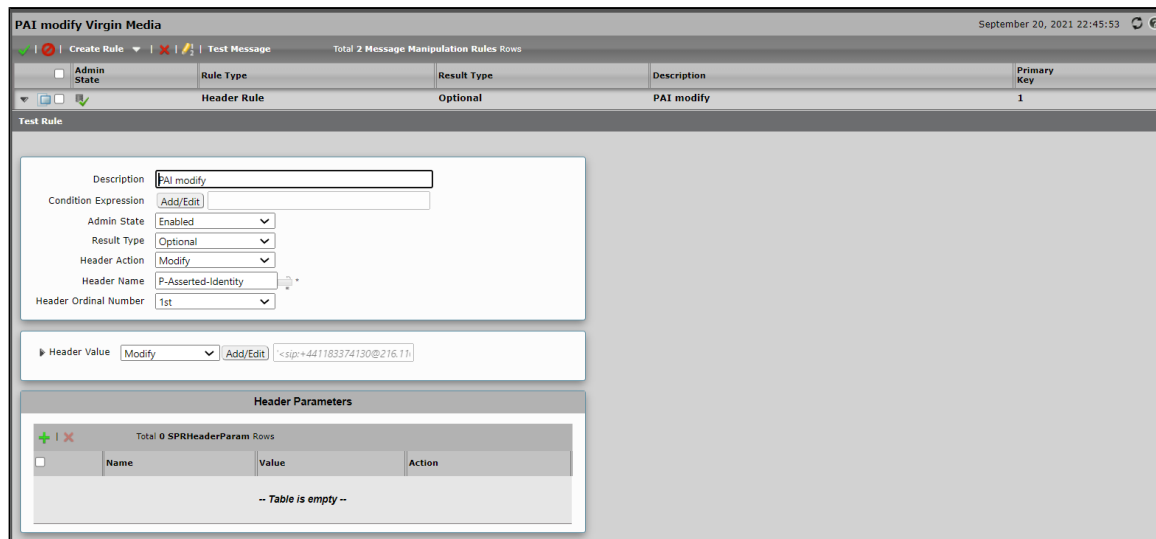 PAI modify Virgin Media September 20, 2021 22:45:53
Create Rule | Test Message Total 2 Message Manipulation Rules Rows
Admin State Rule Type Result Type Description Primary Key
Header Rule Optional PAI modify 1
Test Rule
Description PAI modify
Condition Expression Add/Edit
Admin State Enabled
Result Type Optional
Header Action Modify
Header Name P-Asserted-Identity *
Header Ordinal Number 1st
Header Value Modify Add/Edit '<sip:+441183374130@216.11
Header Parameters
Total 0 SPRHeaderParam Rows
Name Value Action
-- Table is empty --